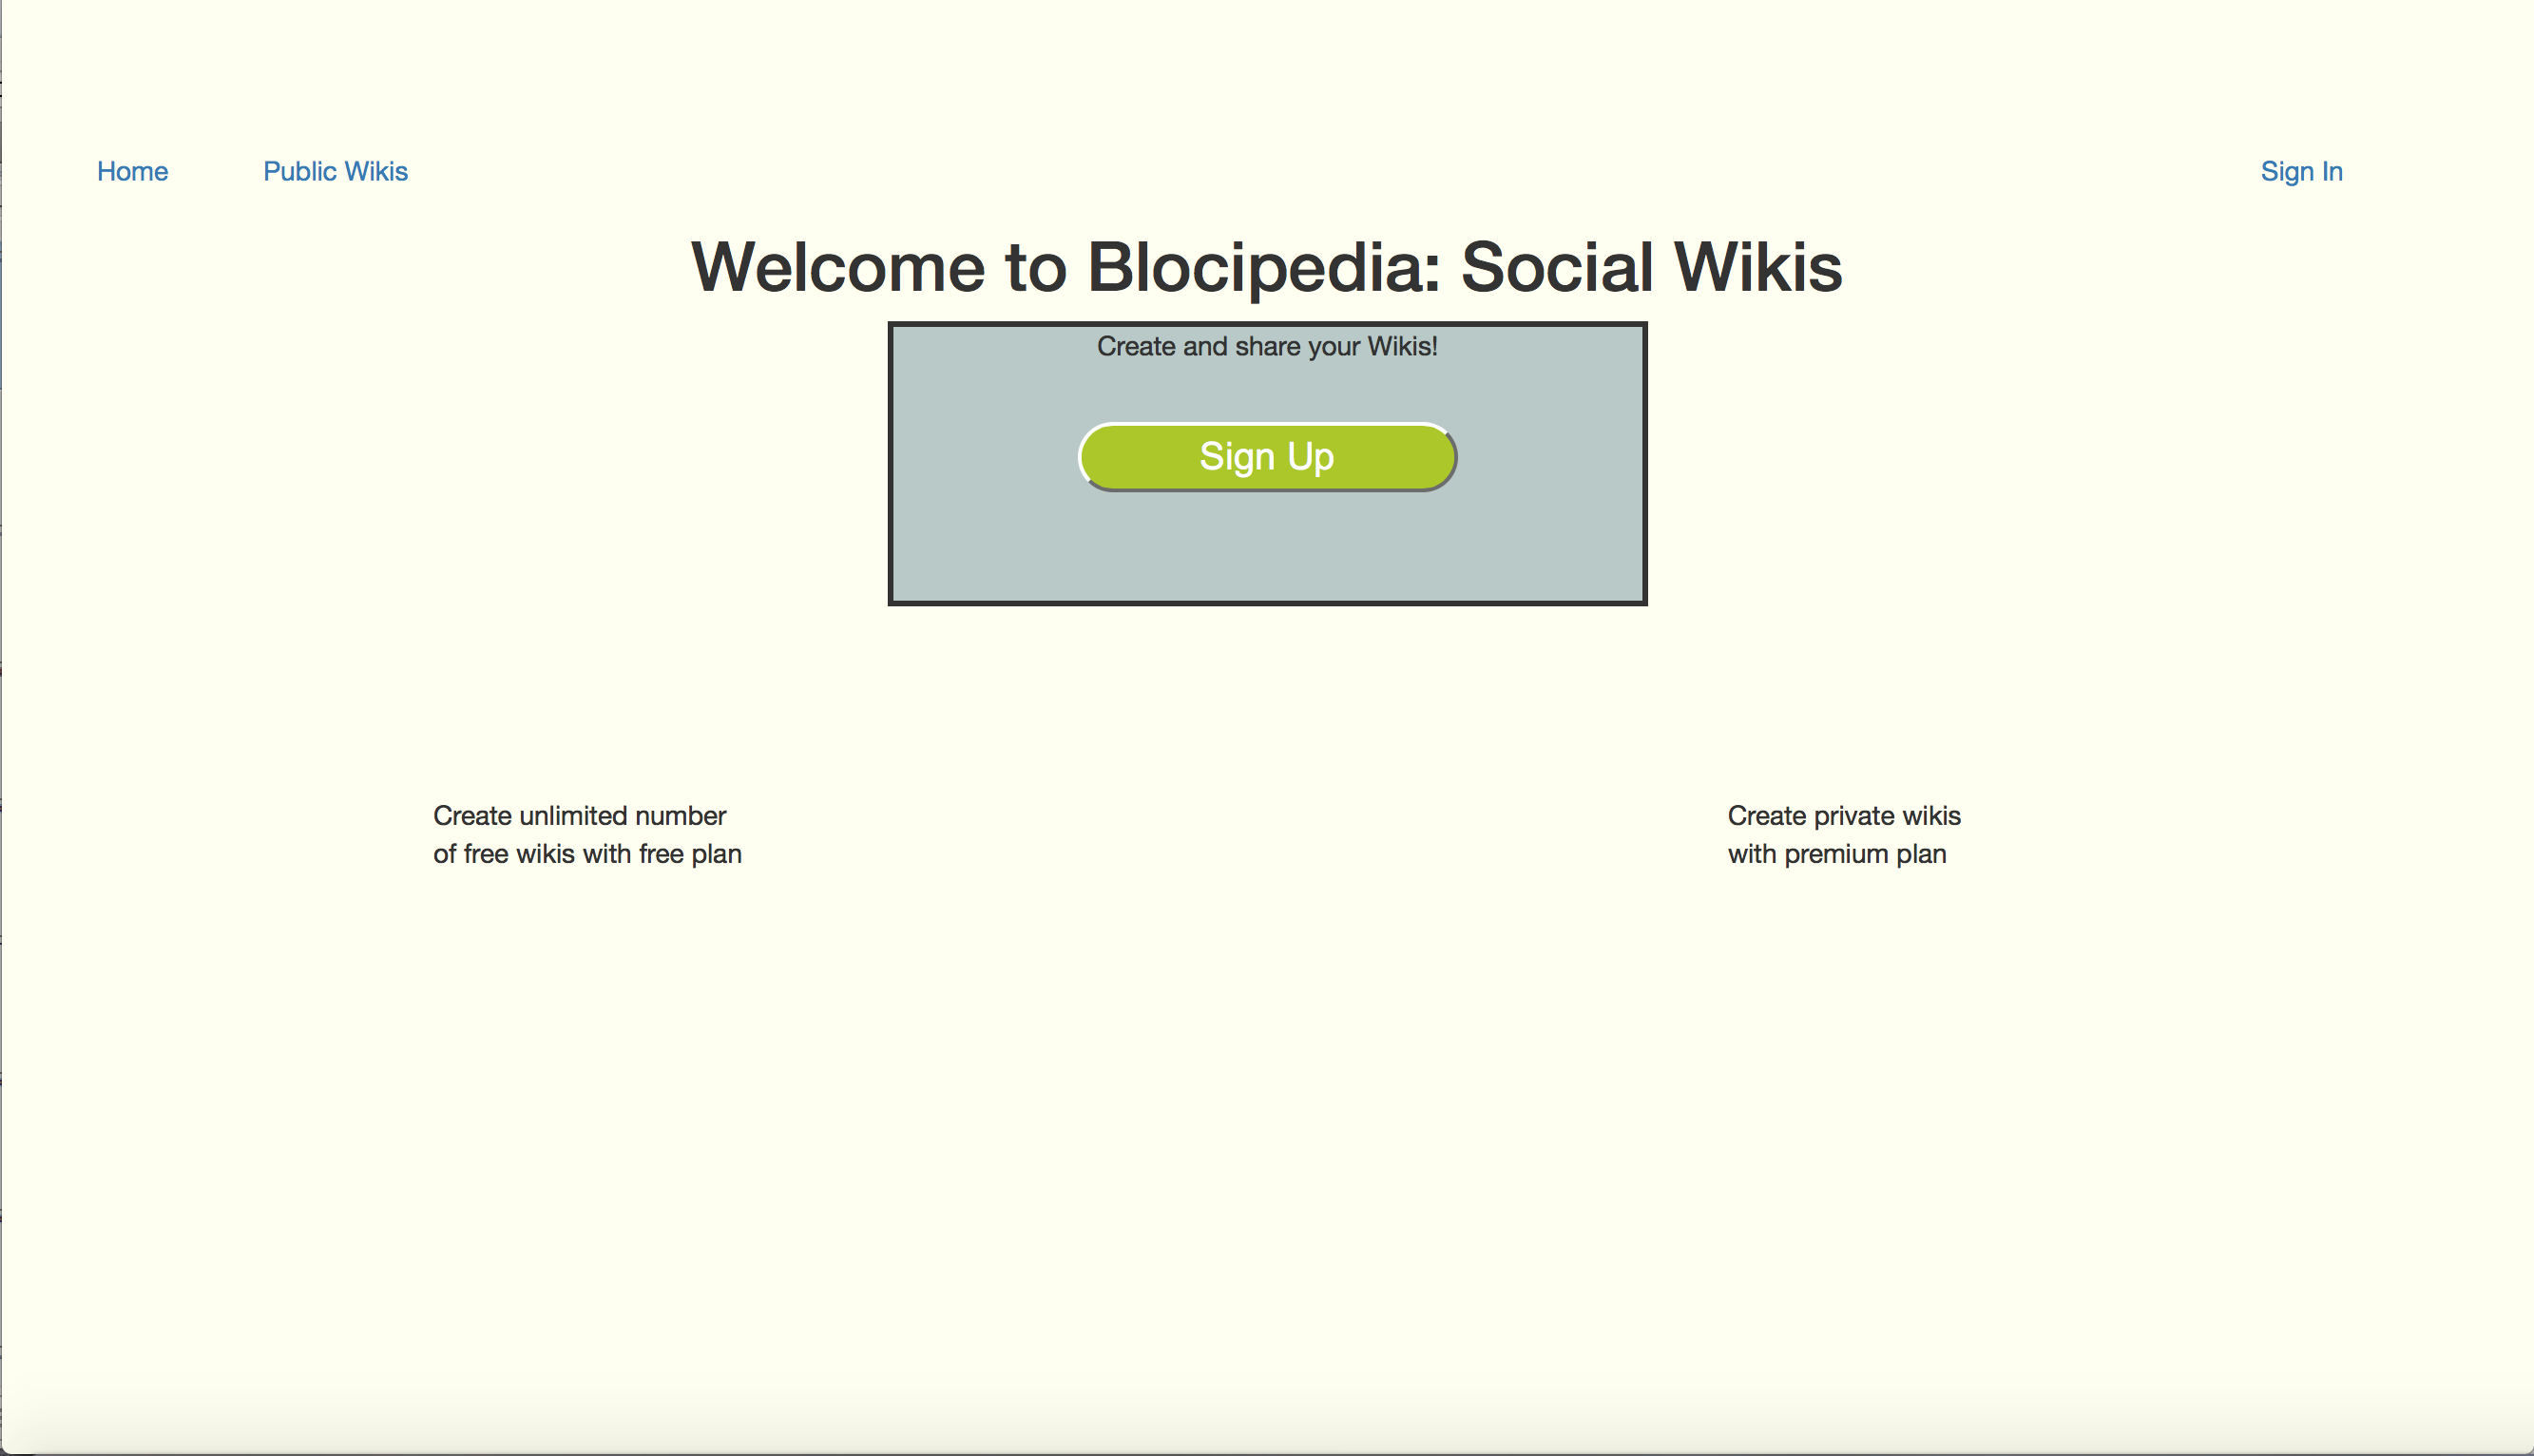 Home Public Wikis Sign In
Welcome to Blocipedia: Social Wikis
Create and share your Wikis!
Sign Up
Create unlimited number
of free wikis with free plan
Create private wikis
with premium plan